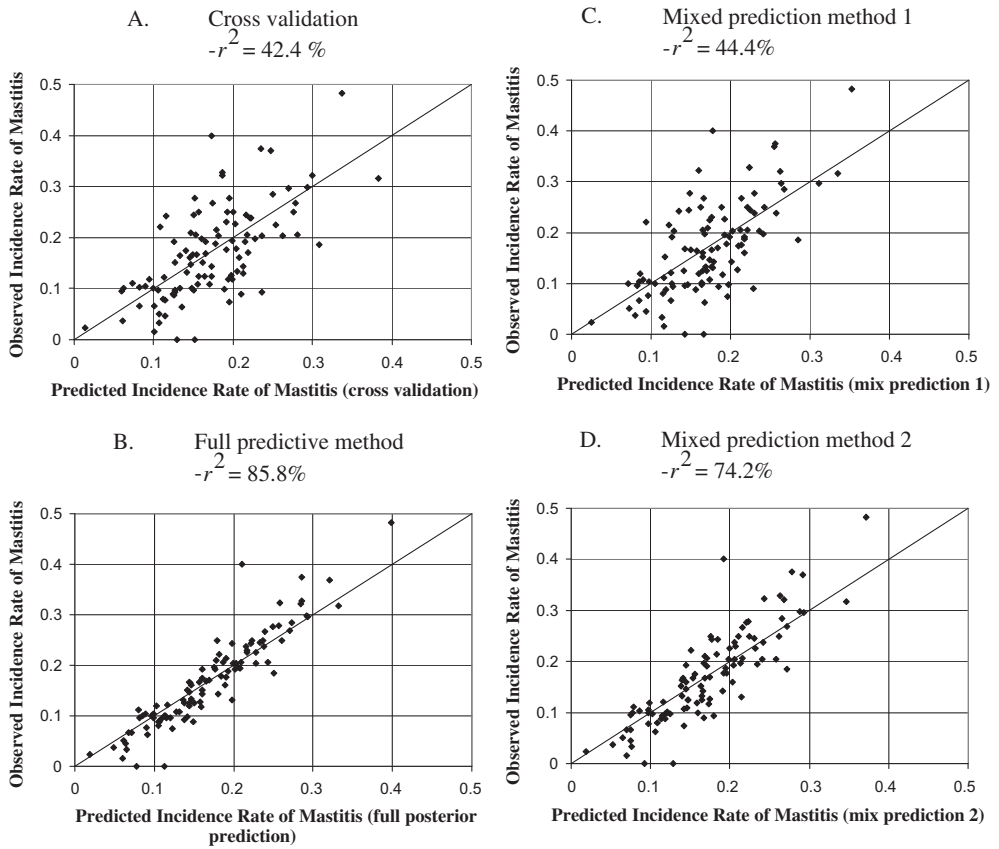 A. Cross validation
-r² = 42.4 %
Observed Incidence Rate of Mastitis
0.5
0.4
0.3
0.2
0.1
0
0 0.1 0.2 0.3 0.4 0.5
Predicted Incidence Rate of Mastitis (cross validation)
C. Mixed prediction method 1
-r² = 44.4%
Observed Incidence Rate of Mastitis
0.5
0.4
0.3
0.2
0.1
0
0 0.1 0.2 0.3 0.4 0.5
Predicted Incidence Rate of Mastitis (mix prediction 1)
B. Full predictive method
-r² = 85.8%
Observed Incidence Rate of Mastitis
0.5
0.4
0.3
0.2
0.1
0
0 0.1 0.2 0.3 0.4 0.5
Predicted Incidence Rate of Mastitis (full posterior
prediction)
D. Mixed prediction method 2
-r² = 74.2%
Observed Incidence Rate of Mastitis
0.5
0.4
0.3
0.2
0.1
0
0 0.1 0.2 0.3 0.4 0.5
Predicted Incidence Rate of Mastitis (mix prediction 2)